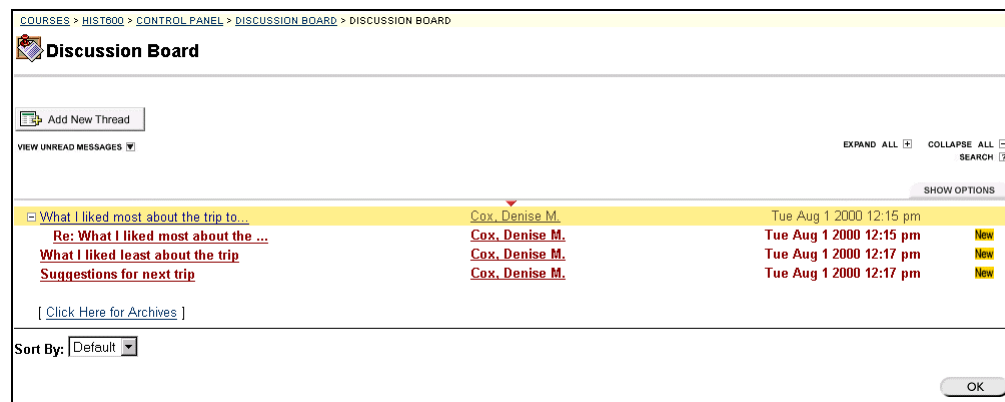 COURSES > HIST600 > CONTROL PANEL > DISCUSSION BOARD > DISCUSSION BOARD
Discussion Board
Add New Thread
VIEW UNREAD MESSAGES EXPAND ALL COLLAPSE ALL
SEARCH
SHOW OPTIONS
What I liked most about the trip to... Cox, Denise M. Tue Aug 1 2000 12:15 pm
Re: What I liked most about the ... Cox, Denise M. Tue Aug 1 2000 12:15 pm New
What I liked least about the trip Cox, Denise M. Tue Aug 1 2000 12:17 pm New
Suggestions for next trip Cox, Denise M. Tue Aug 1 2000 12:17 pm New
[ Click Here for Archives ]
Sort By: Default
OK